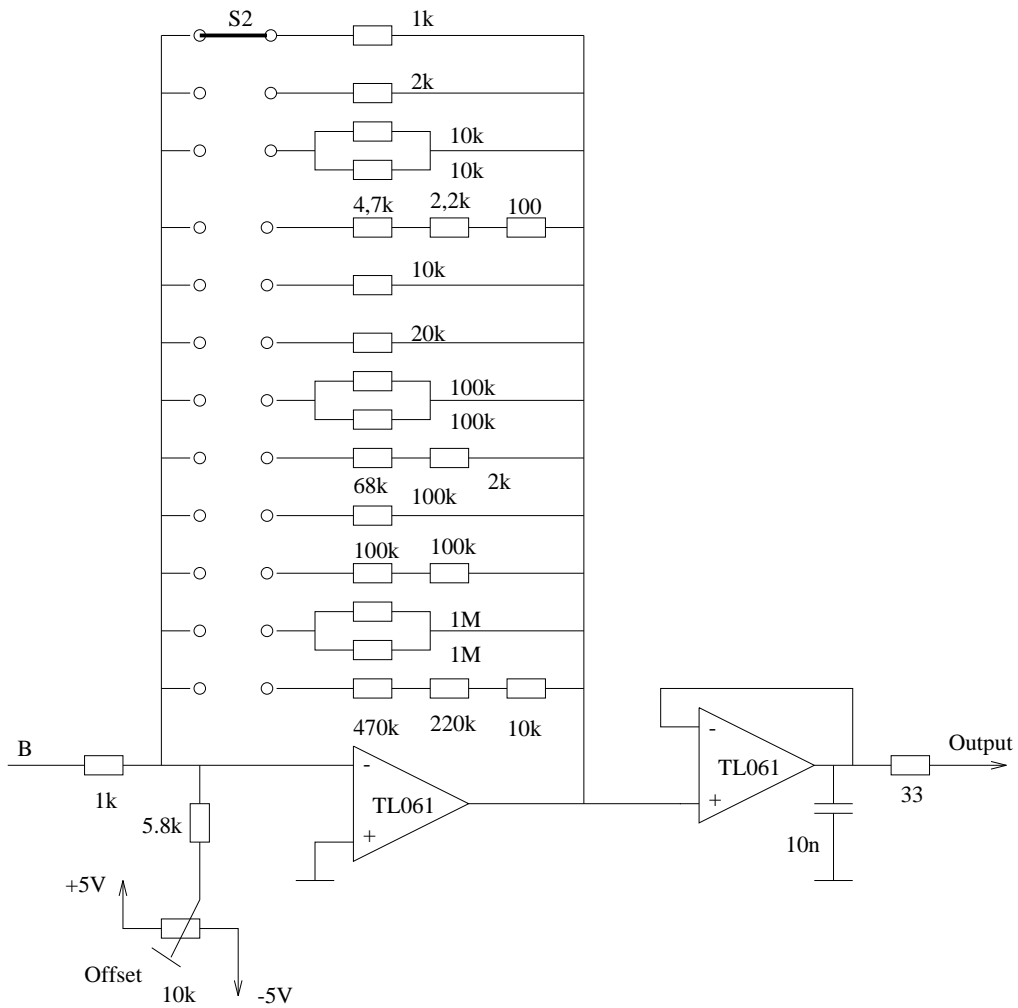 S2
1k
2k
10k
10k
4,7k 2,2k 100
10k
20k
100k
100k
68k 2k
100k
100k 100k
1M
1M
470k 220k 10k
B
1k
-
TL061
+
-
TL061
+
Output
33
10n
5.8k
+5V
Offset
10k
-5V